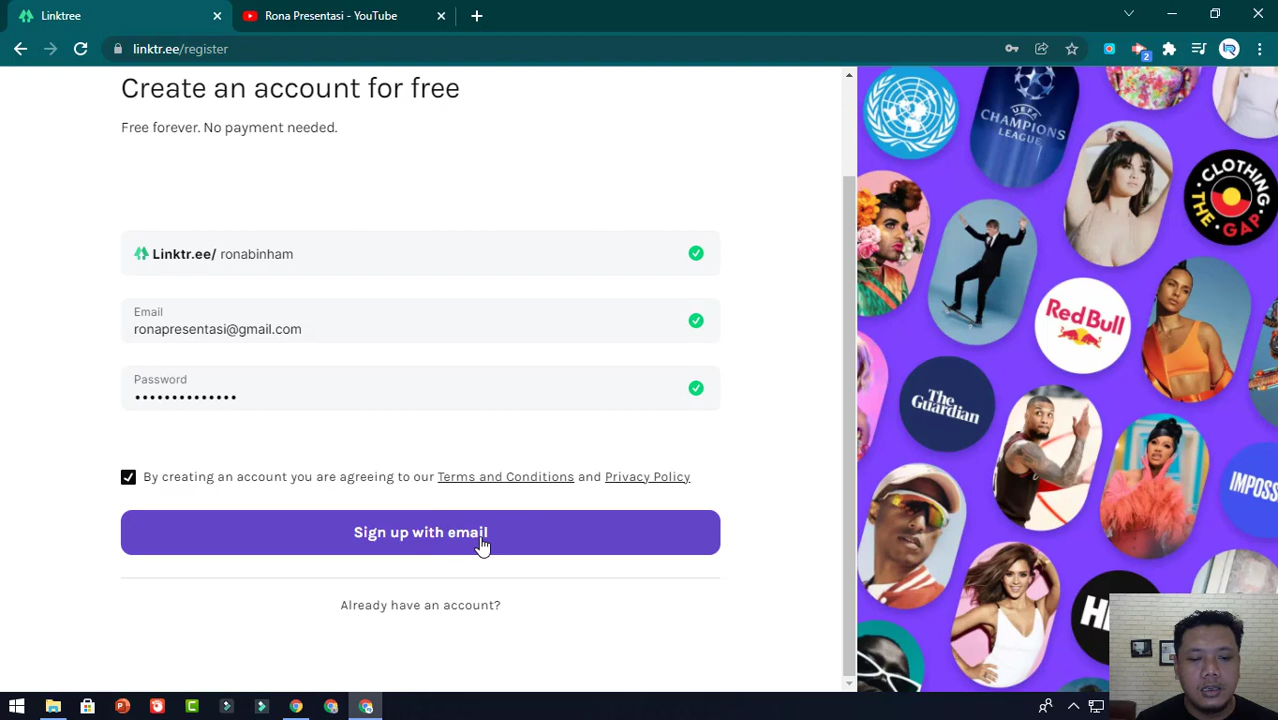 Linktree
Rona Presentasi - YouTube
linktr.ee/register
2
Create an account for free
Free forever. No payment needed.
Linktr.ee/ ronabinham
Email
ronapresentasi@gmail.com
Password
By creating an account you are agreeing to our Terms and Conditions and Privacy Policy
Sign up with email
Already have an account?
UEFA
CHAMPIONS
LEAGUE
CLOTHING
THE GAP
Red Bull
The
Guardian
IMPOSS